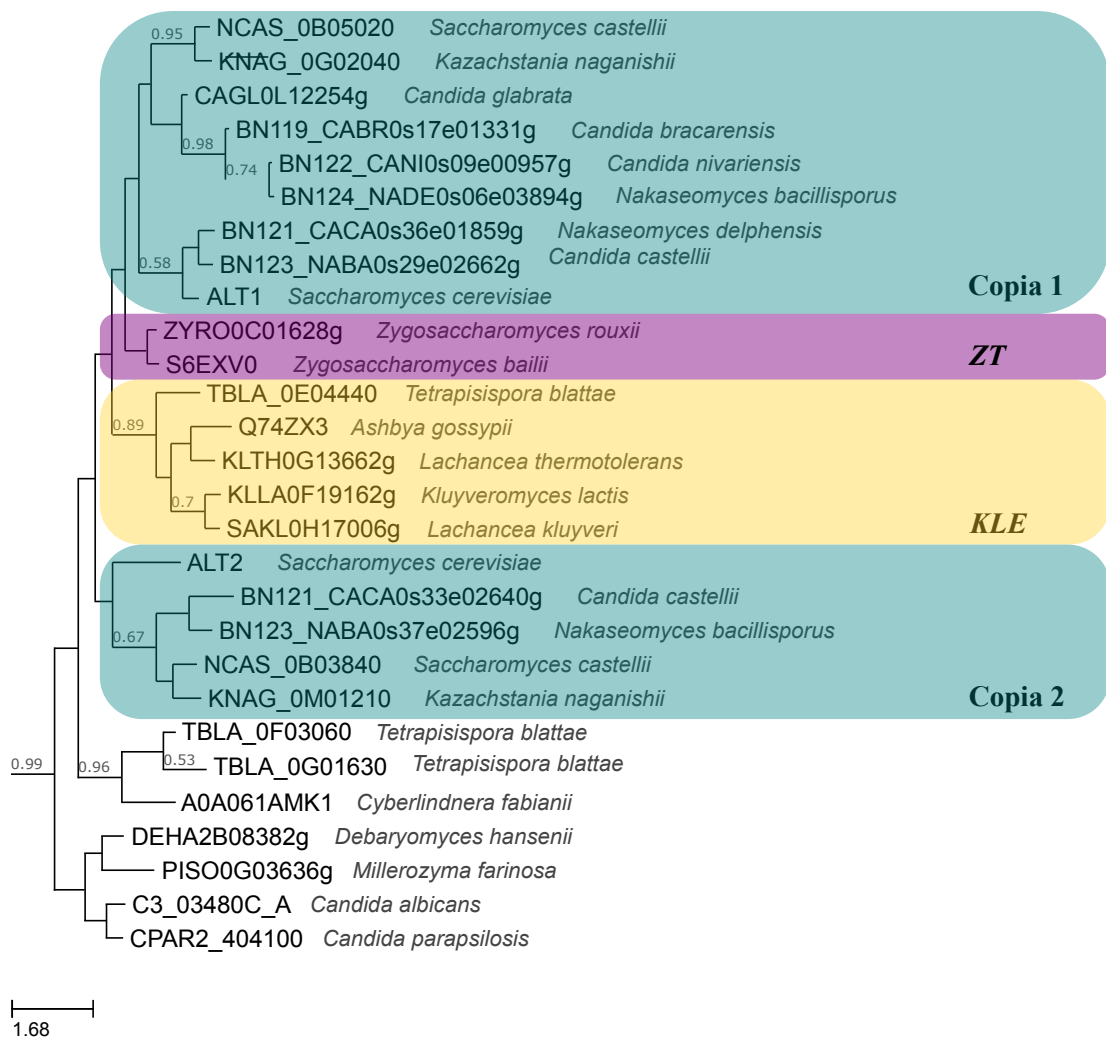 0.95 NCAS_0B05020 Saccharomyces castellii
KNAG_0G02040 Kazachstania naganishii
CAGL0L12254g Candida glabrata
0.98 BN119_CABR0s17e01331g Candida bracarensis
0.74 BN122_CANI0s09e00957g Candida nivariensis
BN124_NADE0s06e03894g Nakaseomyces bacillisporus
BN121_CACA0s36e01859g Nakaseomyces delphensis
0.58 BN123_NABA0s29e02662g Candida castellii
ALT1 Saccharomyces cerevisiae
Copia 1
ZYRO0C01628g Zygosaccharomyces rouxii
ZT
S6EXV0 Zygosaccharomyces bailii
TBLA_0E04440 Tetrapisispora blattae
0.89 Q74ZX3 Ashbya gossypii
KLTH0G13662g Lachancea thermotolerans
0.7 KLLA0F19162g Kluyveromyces lactis
SAKL0H17006g Lachancea kluyveri
KLE
ALT2 Saccharomyces cerevisiae
BN121_CACA0s33e02640g Candida castellii
0.67 BN123_NABA0s37e02596g Nakaseomyces bacillisporus
NCAS_0B03840 Saccharomyces castellii
KNAG_0M01210 Kazachstania naganishii
Copia 2
TBLA_0F03060 Tetrapisispora blattae
0.99 0.96 0.53 TBLA_0G01630 Tetrapisispora blattae
A0A061AMK1 Cyberlindnera fabianii
DEHA2B08382g Debaryomyces hansenii
PISO0G03636g Millerozyma farinosa
C3_03480C_A Candida albicans
CPAR2_404100 Candida parapsilosis
1.68